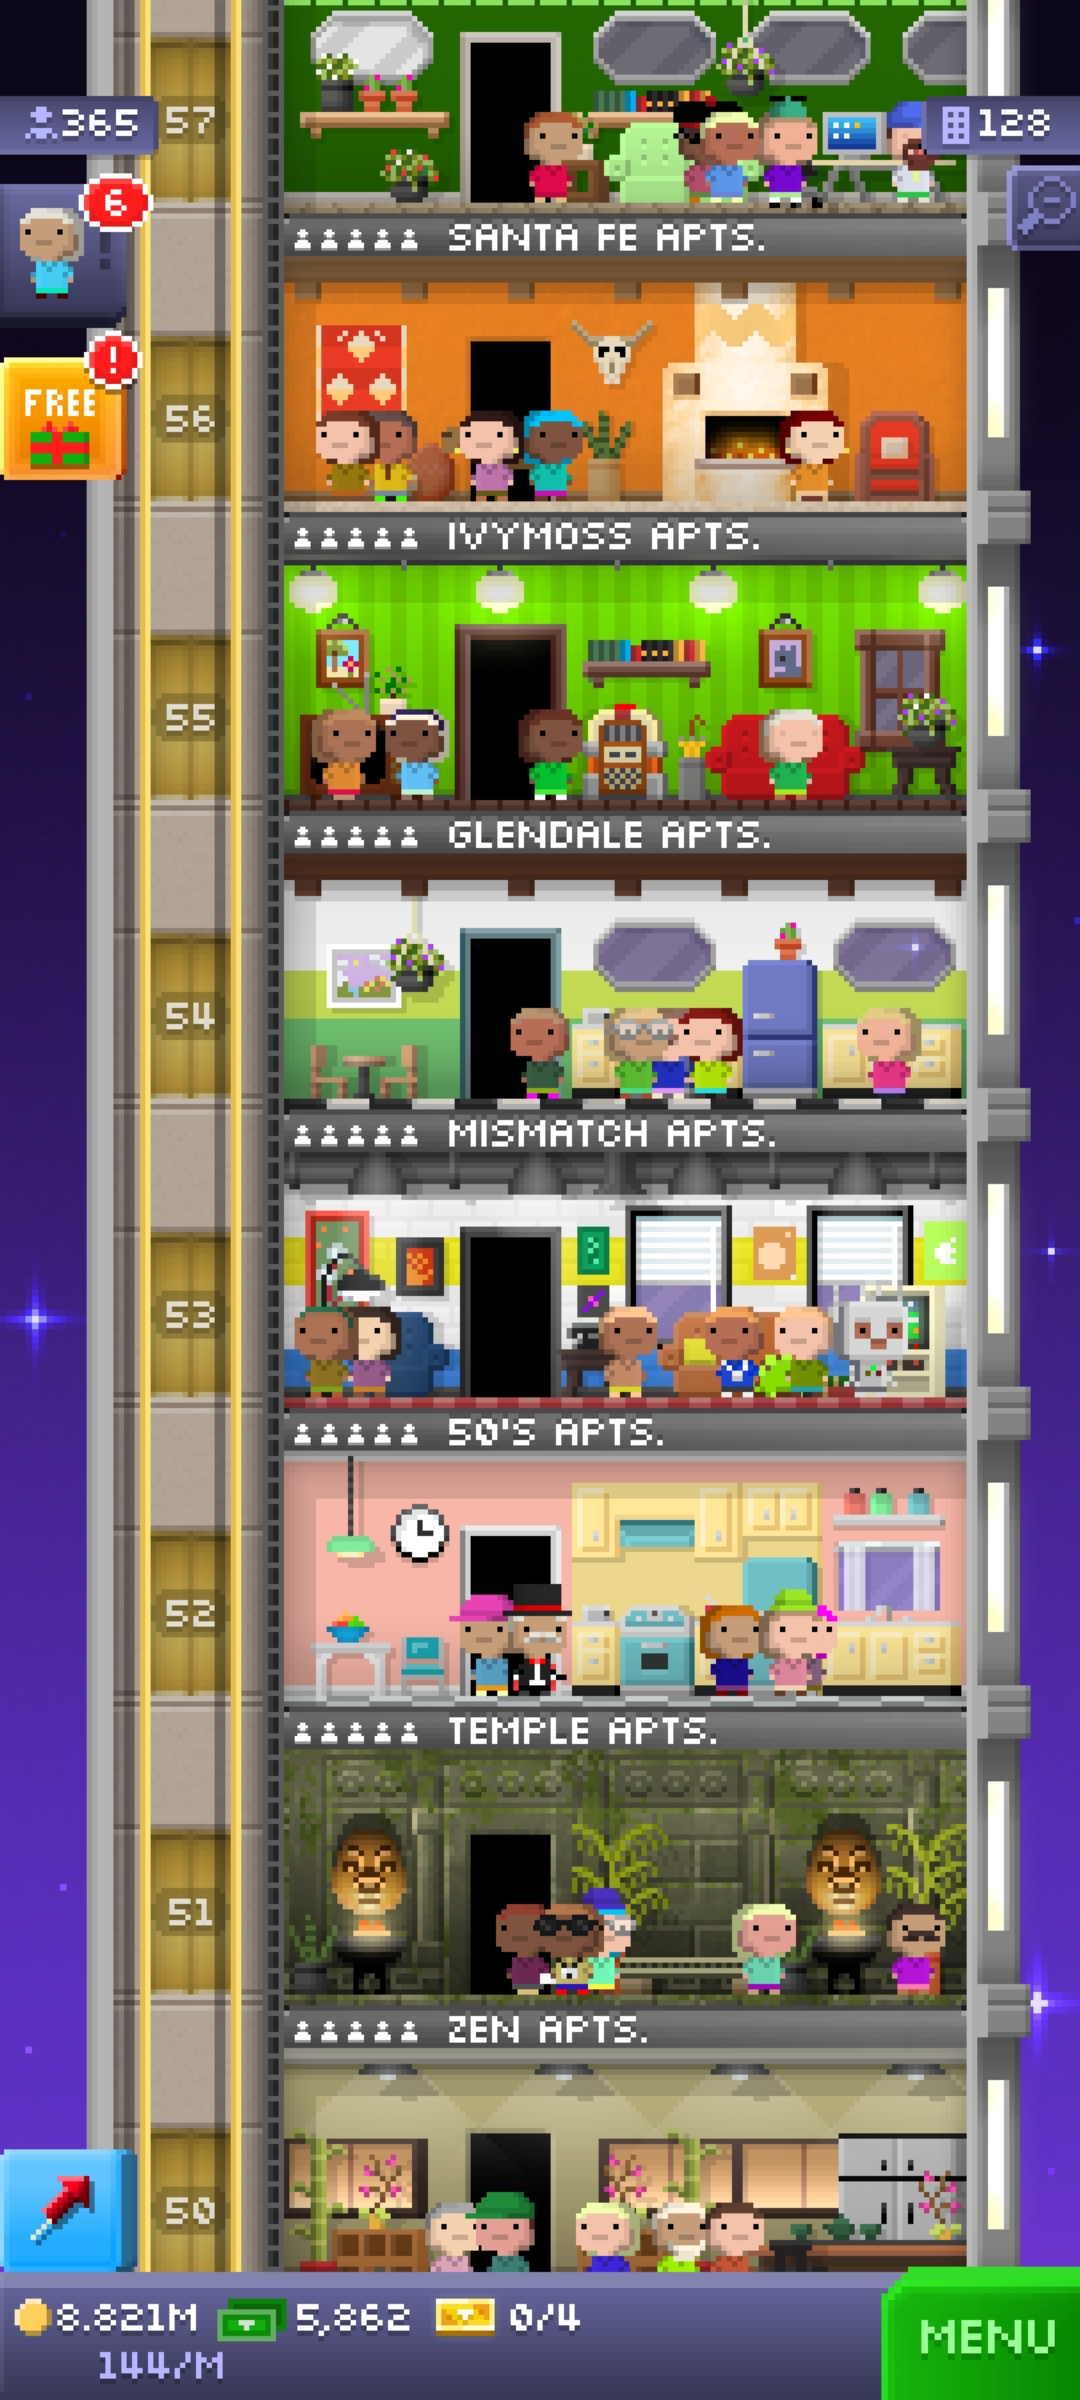 57
365
128
6
SANTA FE APTS.
!
FREE
56
IVYMOSS APTS.
55
GLENDALE APTS.
54
MISMATCH APTS.
53
50'S APTS.
52
TEMPLE APTS.
51
ZEN APTS.
50
8.821M 5,862 0/4
144/M
MENU